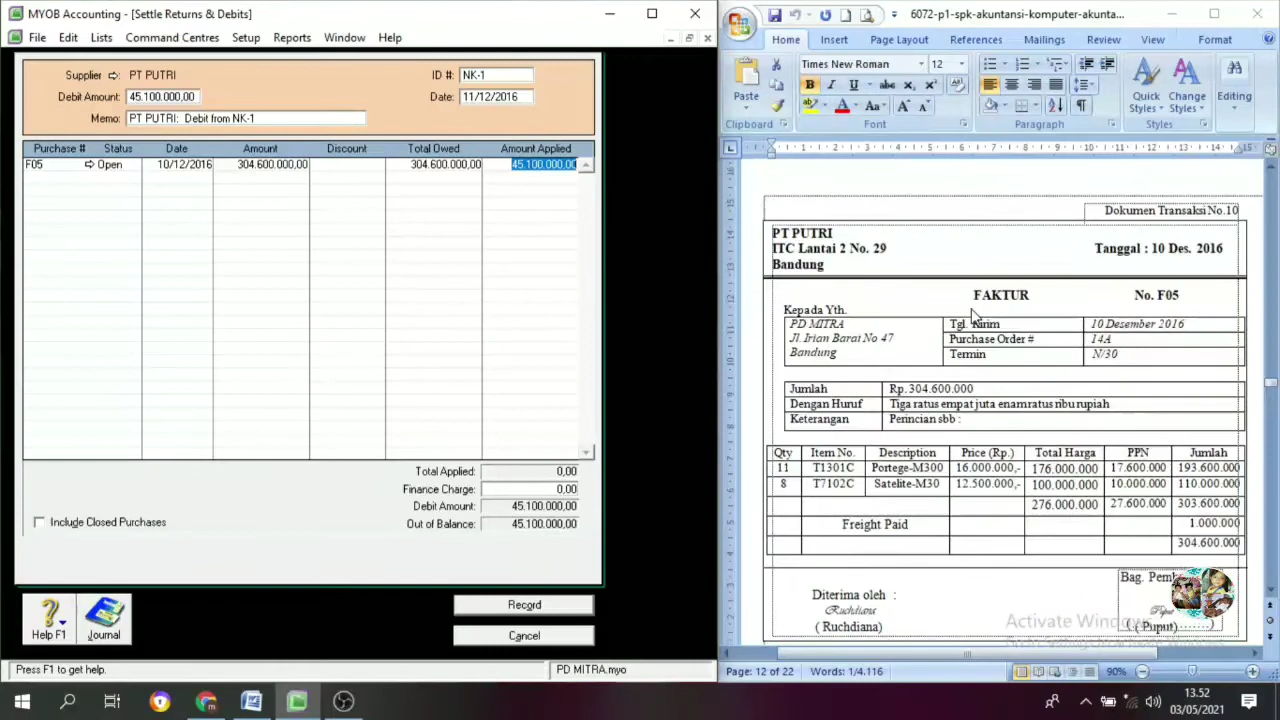 MYOB Accounting - [Settle Returns & Debits]
File Edit Lists Command Centres Setup Reports Window Help
Supplier PT PUTRI ID #: NK-1
Debit Amount: 45.100.000,00 Date: 11/12/2016
Memo: PT PUTRI; Debit from NK-1
Purchase # Status Date Amount Discount Total Owed Amount Applied
F05 Open 10/12/2016 304.600.000,00 304.600.000,00 45.100.000,00
Total Applied: 0,00
Finance Charge: 0,00
Debit Amount: 45.100.000,00
Include Closed Purchases Out of Balance: 45.100.000,00
Record
Help F1 Journal
Cancel
Press F1 to get help. PD MITRA.myo
6072-p1-spk-akuntansi-komputer-akunta...
Home Insert Page Layout References Mailings Review View Format
Times New Roman 12
Paste Quick Styles Change Styles Editing
Clipboard Font Paragraph Styles
Dokumen Transaksi No.10
PT PUTRI
ITC Lantai 2 No. 29 Tanggal : 10 Des. 2016
Bandung
FAKTUR No. F05
Kepada Yth.
PD MITRA Tgl. Kirim 10 Desember 2016
Jl. Irian Barat No 47 Purchase Order # 14A
Bandung Termin N/30
Jumlah Rp. 304.600.000
Dengan Huruf Tiga ratus empat juta enam ratus ribu rupiah
Keterangan Perincian sbb :
Qty Item No. Description Price (Rp.) Total Harga PPN Jumlah
11 T1301C Portege-M300 16.000.000,- 176.000.000 17.600.000 193.600.000
8 T7102C Satelite-M30 12.500.000,- 100.000.000 10.000.000 110.000.000
276.000.000 27.600.000 303.600.000
Freight Paid 1.000.000
304.600.000
Bag.
Diterima oleh :
Ruchdiana
( Ruchdiana)
Activate Windows
Page: 12 of 22 Words: 1/4.116 90%
13.52
03/05/2021